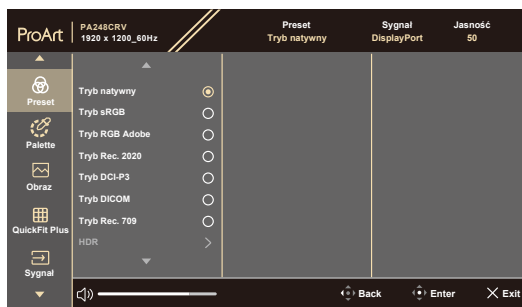 ProArt
PA248CRV
1920 x 1200_60Hz
Preset
Tryb natywny
Sygnał
DisplayPort
Jasność
50
Preset
Palette
Obraz
QuickFit Plus
Sygnał
Tryb natywny
Tryb sRGB
Tryb RGB Adobe
Tryb Rec. 2020
Tryb DCI-P3
Tryb DICOM
Tryb Rec. 709
HDR
Back
Enter
Exit